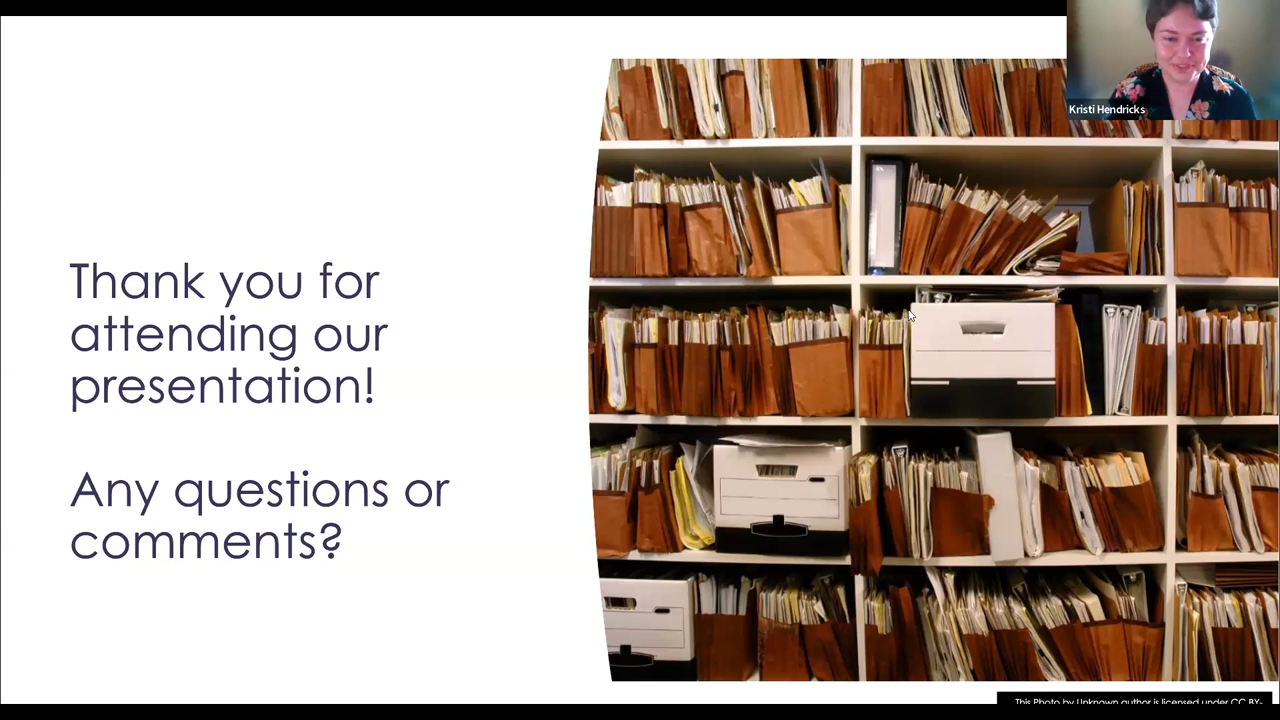 Kristi Hendricks
Thank you for
attending our
presentation!
Any questions or
comments?
This Photo by Unknown author is licensed under CC BY-